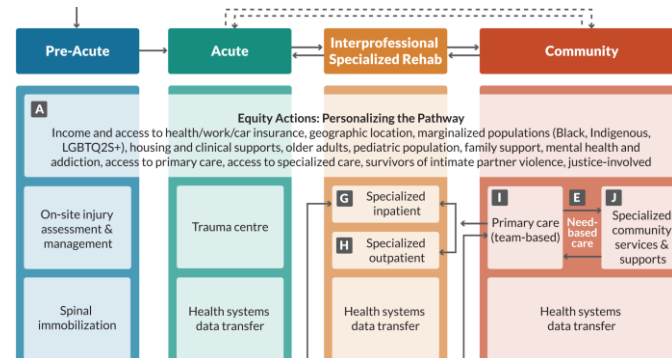 Pre-Acute
Acute
Interprofessional
Specialized Rehab
Community
A
Equity Actions: Personalizing the Pathway
Income and access to health/work/car insurance, geographic location, marginalized populations (Black, Indigenous,
LGBTQ2S+), housing and clinical supports, older adults, pediatric population, family support, mental health and
addiction, access to primary care, access to specialized care, survivors of intimate partner violence, justice-involved
On-site injury
assessment &
management
Trauma centre
G
Specialized
inpatient
H
Specialized
outpatient
I
Primary care
(team-based)
E
Need-
based
care
J
Specialized
community
services &
supports
Spinal
immobilization
Health systems
data transfer
Health systems
data transfer
Health systems
data transfer